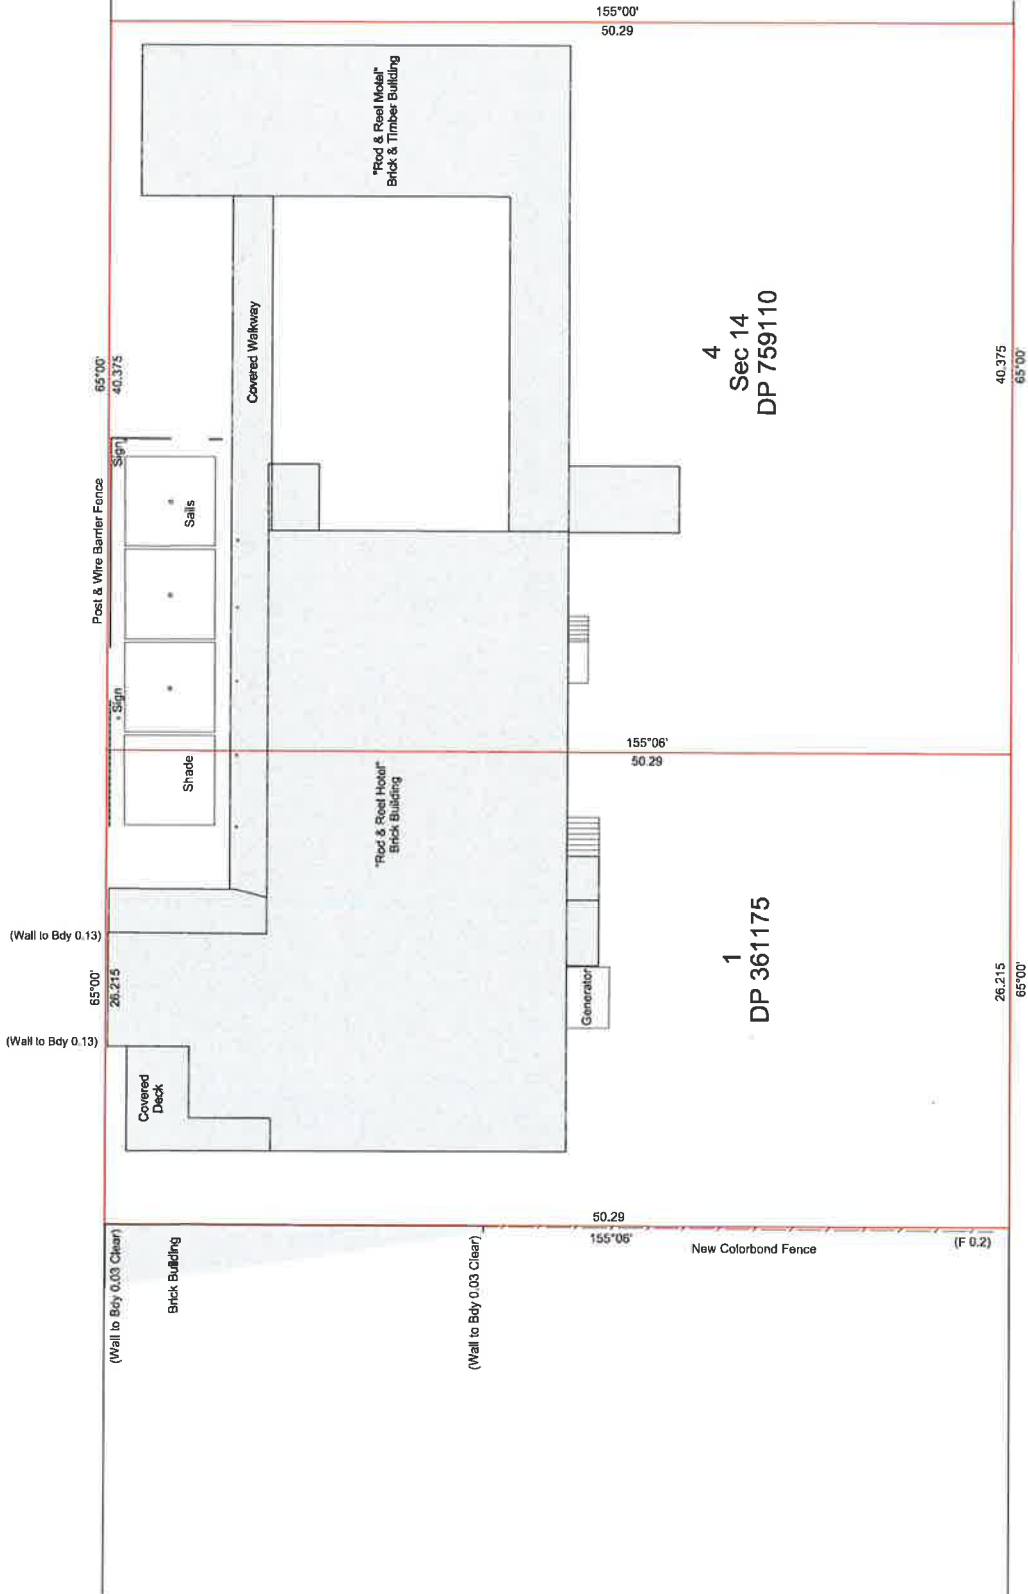 155°00'
50.29
"Rod & Reel Motel"
Brick & Timber Building
65°00'
40.375
Covered Walkway
4
Sec 14
DP 759110
40.375
65°00'
Sign
Post & Wire Barrier Fence
Sails
Sign
155°06'
50.29
Shade
"Rod & Reel Hotel"
Brick Building
(Wall to Bdy 0.13)
65°00'
26.215
1
DP 361175
26.215
65°00'
Generator
(Wall to Bdy 0.13)
Covered
Deck
50.29
155°06'
New Colorbond Fence
(F 0.2)
(Wall to Bdy 0.03 Clear)
Brick Building
(Wall to Bdy 0.03 Clear)